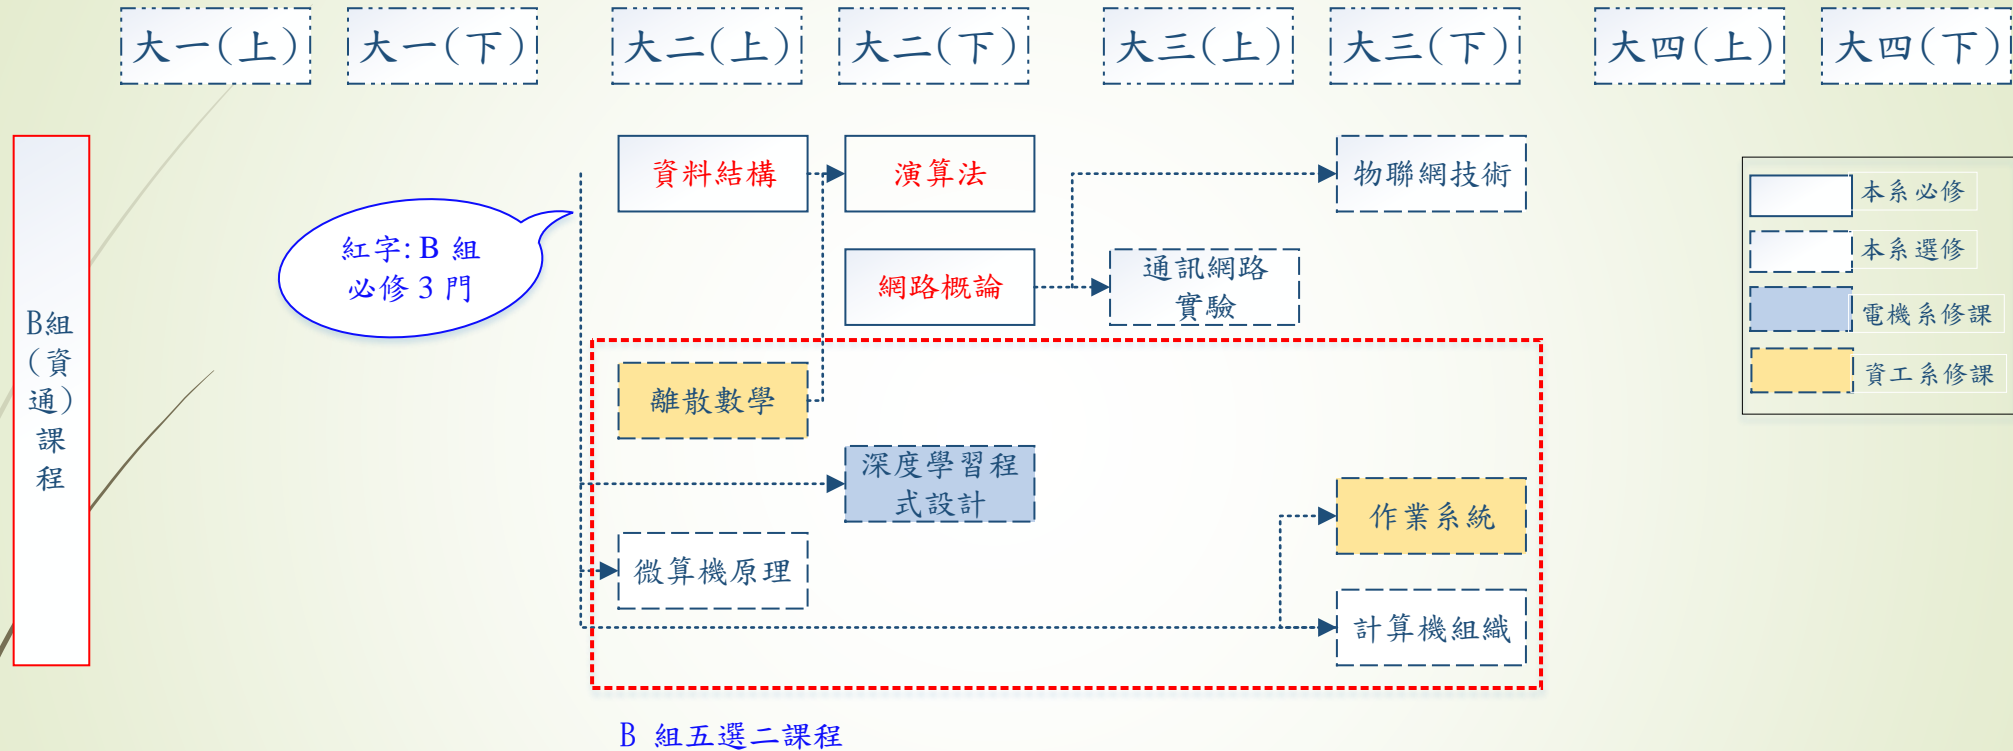 大一(上)
大一(下)
大二(上)
大二(下)
大三(上)
大三(下)
大四(上)
大四(下)
B組
(資
通)
課
程
紅字: B 組
必修 3 門
資料結構
演算法
物聯網技術
網路概論
通訊網路
實驗
離散數學
深度學習程
式設計
作業系統
微算機原理
計算機組織
B 組五選二課程
本系必修
本系選修
電機系修課
資工系修課